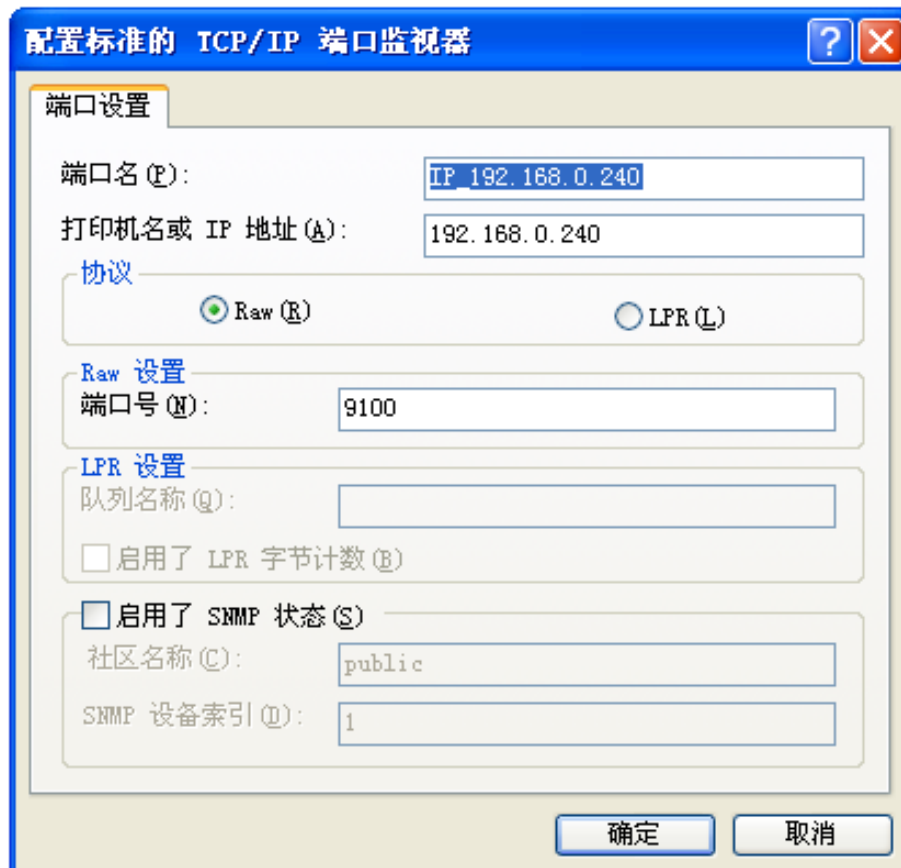 配置标准的 TCP/IP 端口监视器
端口设置
端口名(P): IP_192.168.0.240
打印机名或 IP 地址(A): 192.168.0.240
协议
Raw(R) LPR(L)
Raw 设置
端口号(N): 9100
LPR 设置
队列名称(Q):
启用了 LPR 字节计数(B)
启用了 SNMP 状态(S)
社区名称(C): public
SNMP 设备索引(D): 1
确定 取消